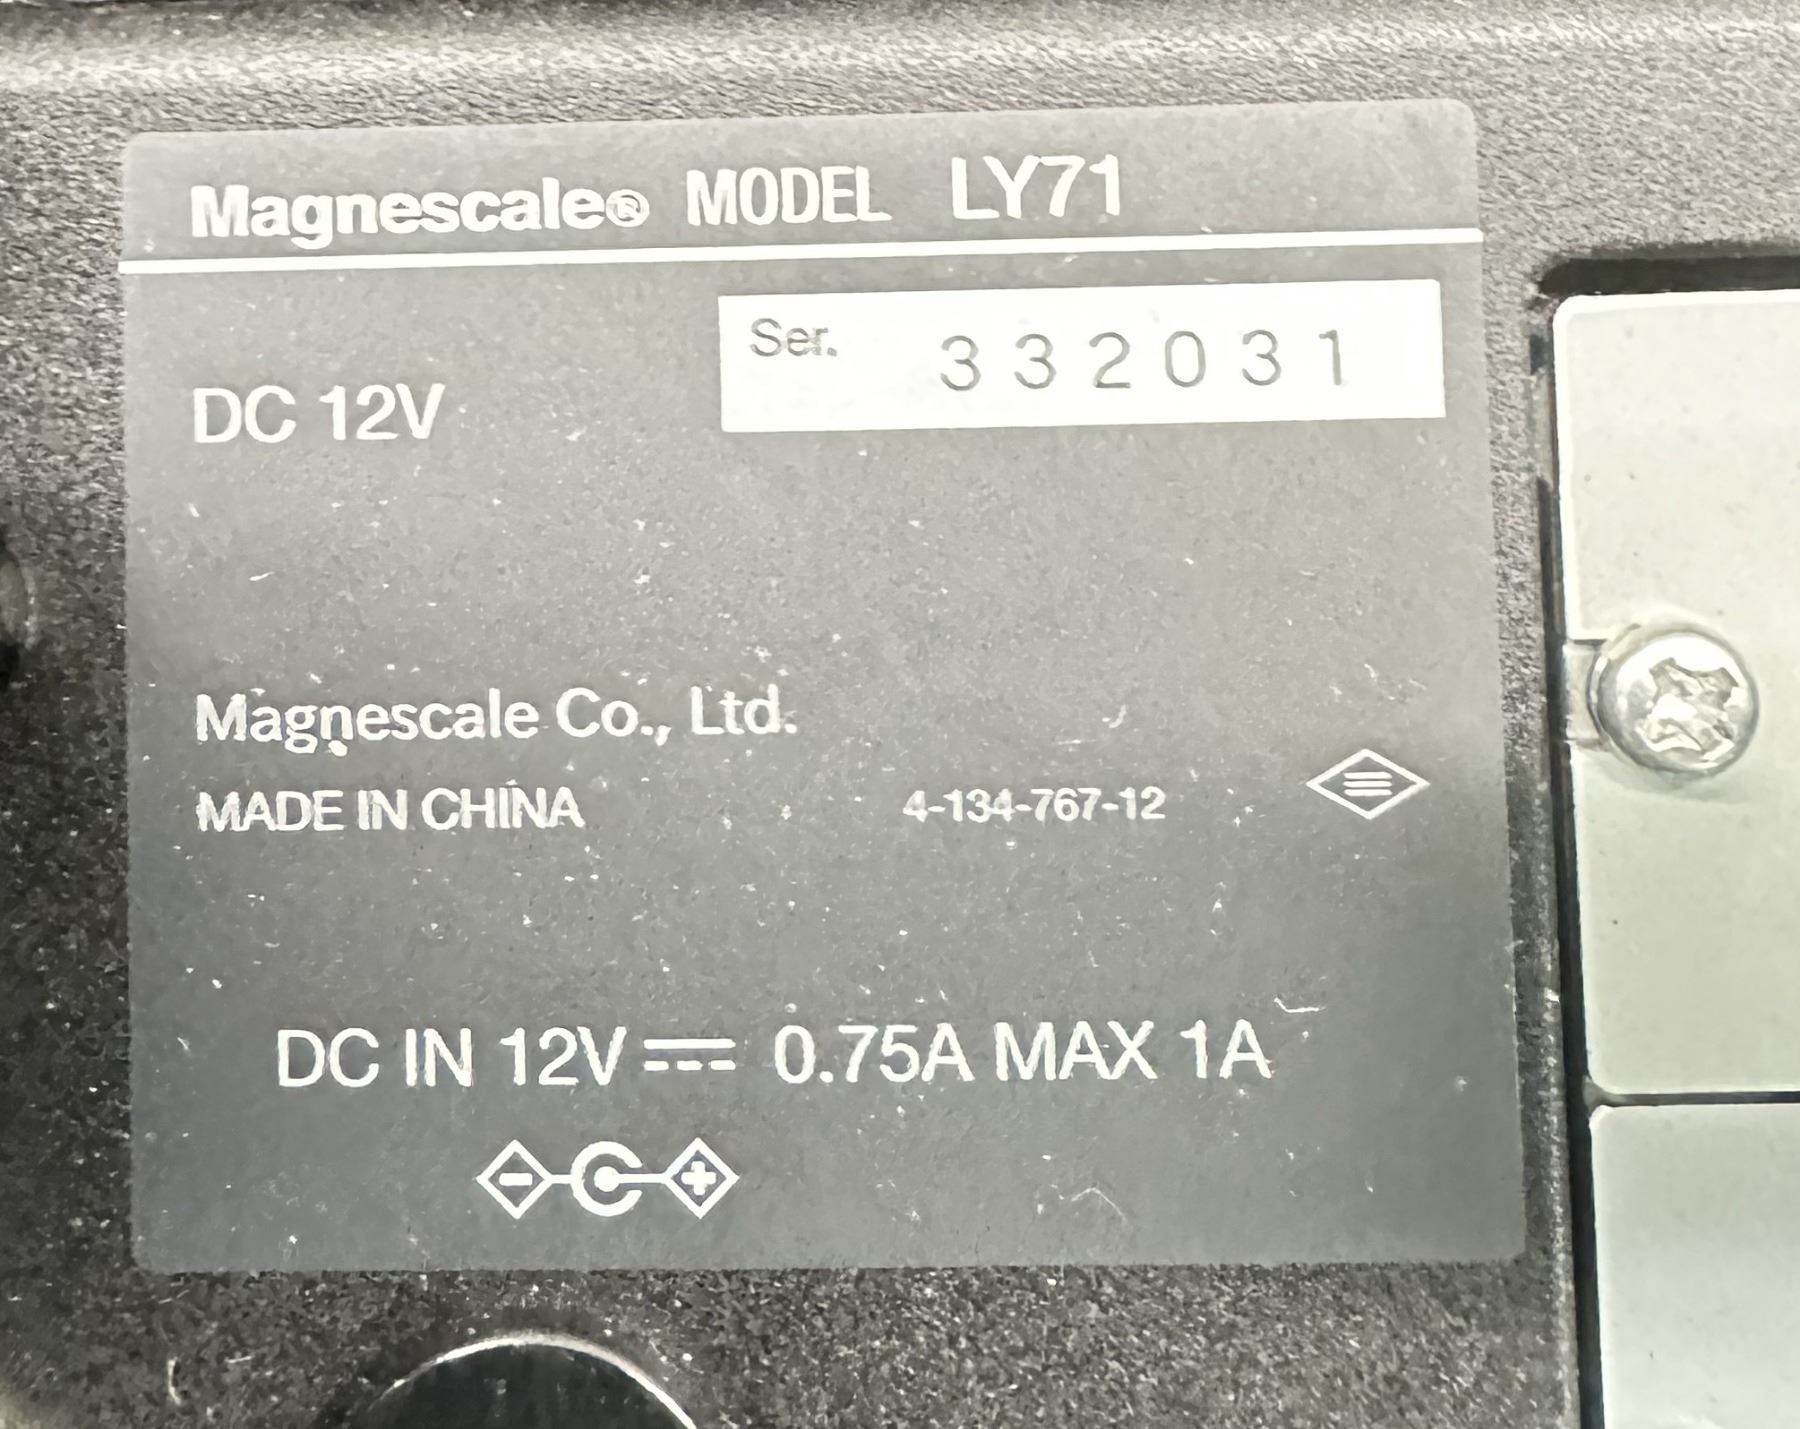 Magnescale® MODEL LY71
Ser. 332031
DC 12V
Magnescale Co., Ltd.
MADE IN CHINA 4-134-767-12
DC IN 12V ⎓ 0.75A MAX 1A